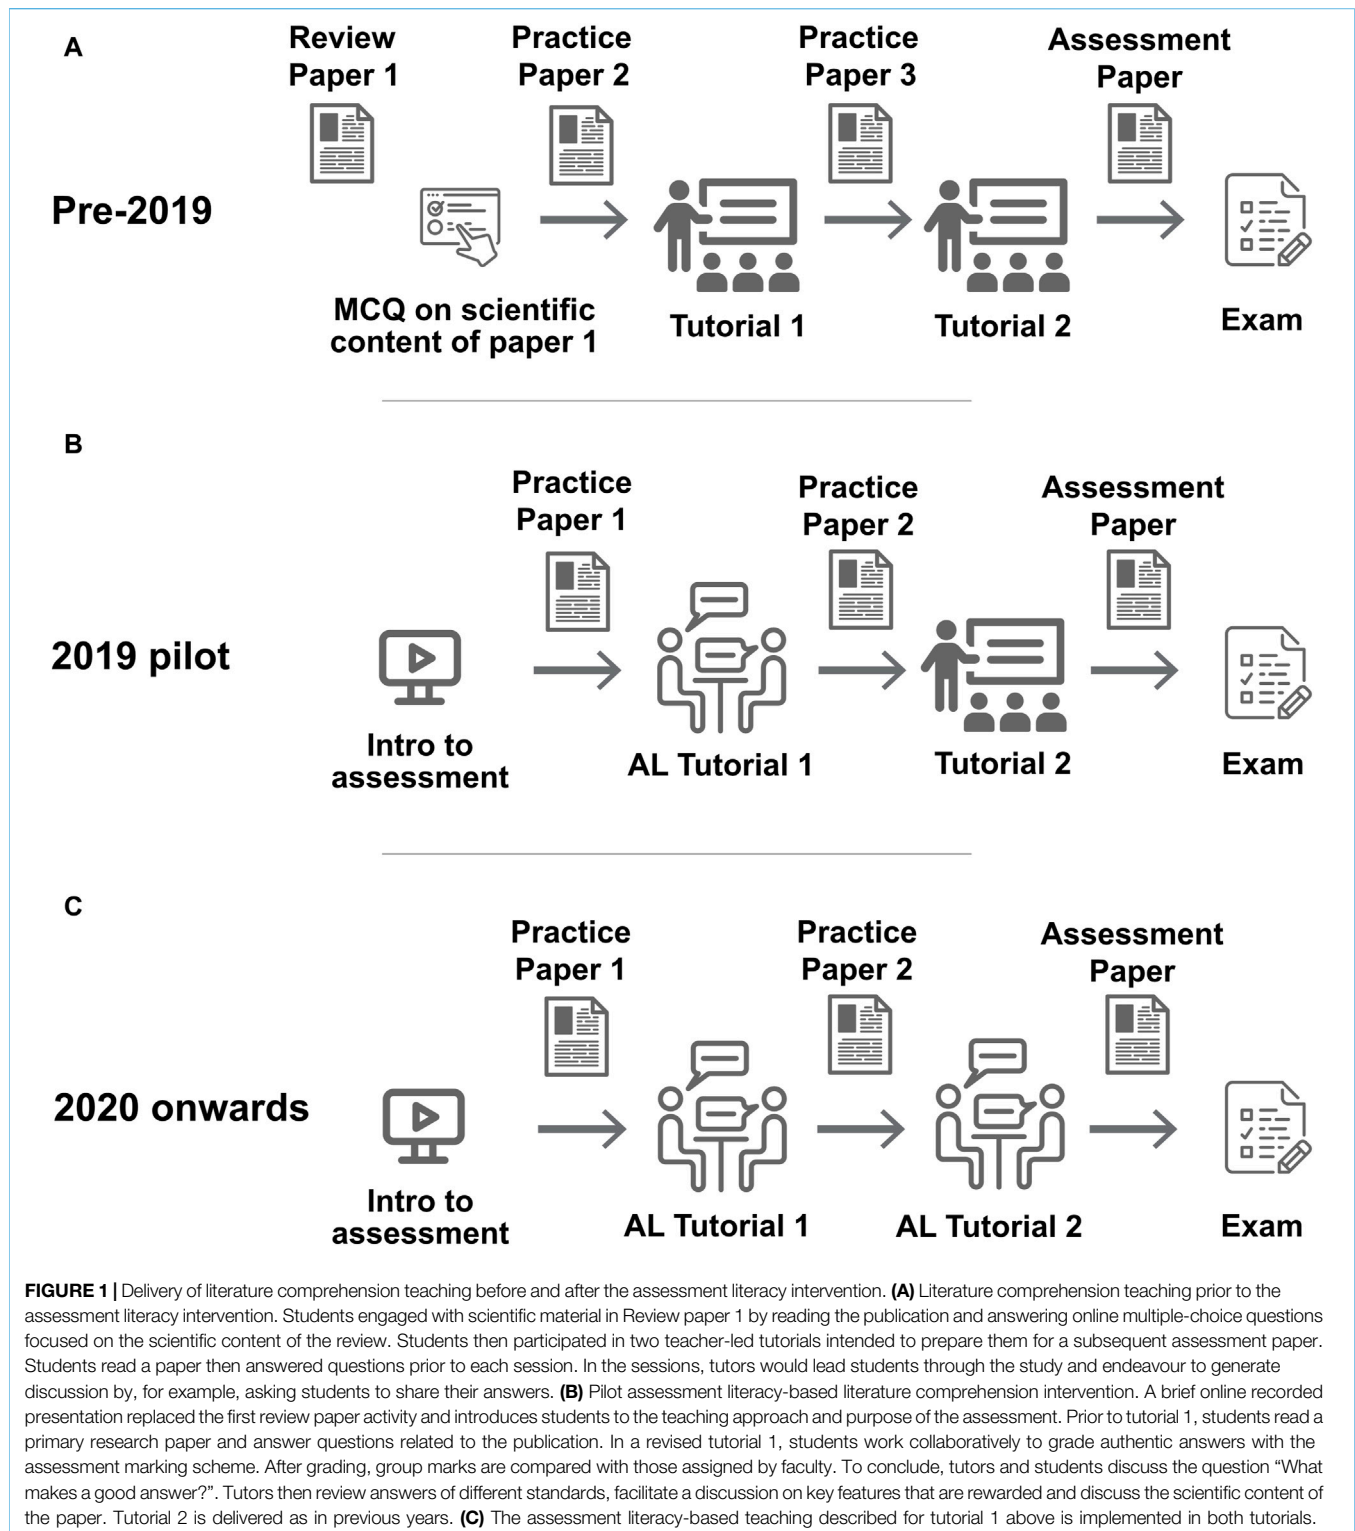 A
Review
Paper 1
Practice
Paper 2
Practice
Paper 3
Assessment
Paper
Pre-2019
MCQ on scientific
content of paper 1
Tutorial 1
Tutorial 2
Exam
B
Practice
Paper 1
Practice
Paper 2
Assessment
Paper
2019 pilot
Intro to
assessment
AL Tutorial 1
Tutorial 2
Exam
C
Practice
Paper 1
Practice
Paper 2
Assessment
Paper
2020 onwards
Intro to
assessment
AL Tutorial 1
AL Tutorial 2
Exam
FIGURE 1 | Delivery of literature comprehension teaching before and after the assessment literacy intervention. (A) Literature comprehension teaching prior to the
assessment literacy intervention. Students engaged with scientific material in Review paper 1 by reading the publication and answering online multiple-choice questions
focused on the scientific content of the review. Students then participated in two teacher-led tutorials intended to prepare them for a subsequent assessment paper.
Students read a paper then answered questions prior to each session. In the sessions, tutors would lead students through the study and endeavour to generate
discussion by, for example, asking students to share their answers. (B) Pilot assessment literacy-based literature comprehension intervention. A brief online recorded
presentation replaced the first review paper activity and introduces students to the teaching approach and purpose of the assessment. Prior to tutorial 1, students read a
primary research paper and answer questions related to the publication. In a revised tutorial 1, students work collaboratively to grade authentic answers with the
assessment marking scheme. After grading, group marks are compared with those assigned by faculty. To conclude, tutors and students discuss the question “What
makes a good answer?”. Tutors then review answers of different standards, facilitate a discussion on key features that are rewarded and discuss the scientific content of
the paper. Tutorial 2 is delivered as in previous years. (C) The assessment literacy-based teaching described for tutorial 1 above is implemented in both tutorials.